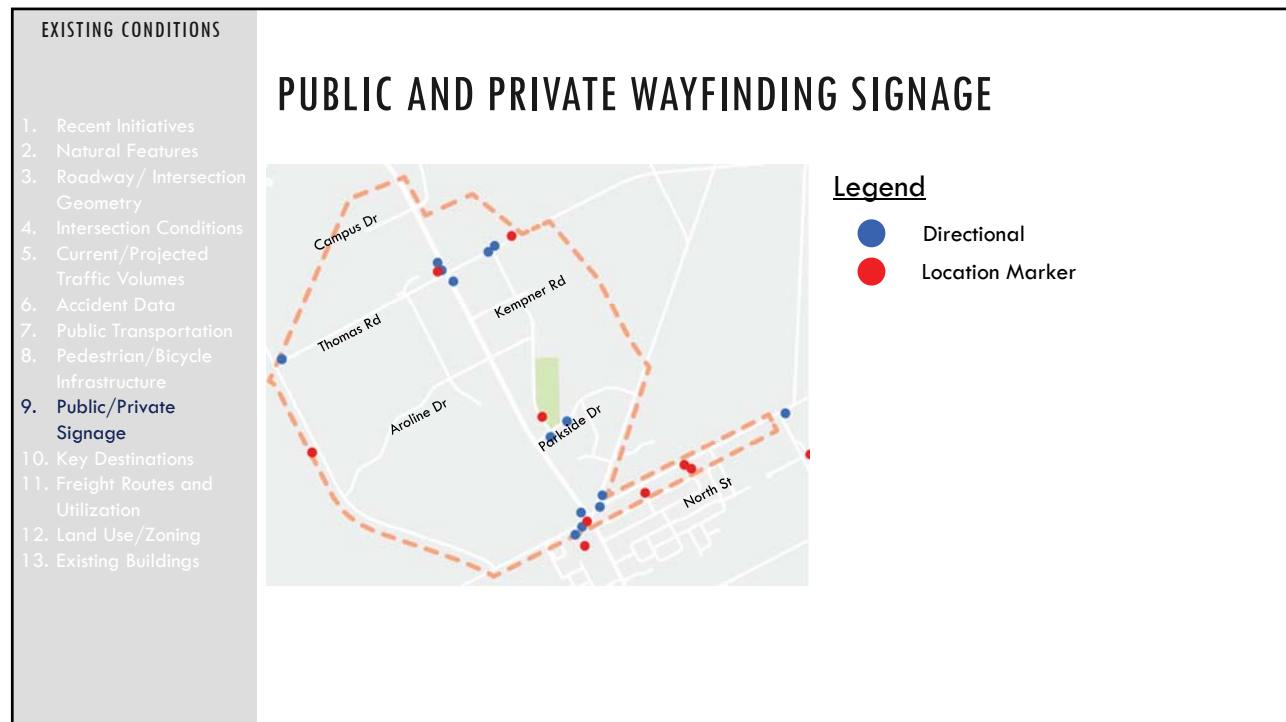 EXISTING CONDITIONS
1. Recent Initiatives
2. Natural Features
3. Roadway/ Intersection
Geometry
4. Intersection Conditions
5. Current/Projected
Traffic Volumes
6. Accident Data
7. Public Transportation
8. Pedestrian/Bicycle
Infrastructure
9. Public/Private
Signage
10. Key Destinations
11. Freight Routes and
Utilization
12. Land Use/Zoning
13. Existing Buildings
PUBLIC AND PRIVATE WAYFINDING SIGNAGE
Campus Dr
Kempner Rd
Thomas Rd
Aroline Dr
Parkside Dr
North St
Legend
Directional
Location Marker